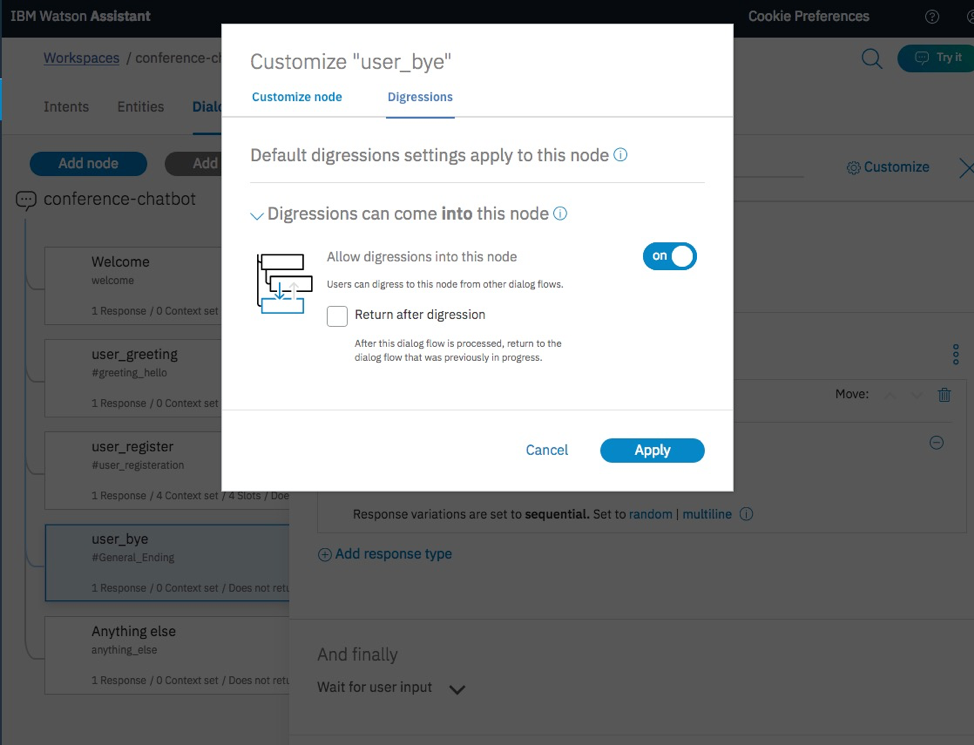 IBM Watson Assistant
Cookie Preferences
Workspaces / conference-c
Try it
Intents
Entities
Dialo
Add node
Add
Customize
conference-chatbot
Welcome
welcome
1 Response / 0 Context set
user_greeting
#greeting_hello
1 Response / 0 Context set
user_register
#user_registeration
1 Response / 4 Context set / 4 Slots / Doe
user_bye
#General_Ending
1 Response / 0 Context set / Does not retu
Anything else
anything_else
1 Response / 0 Context set / Does not retu
Customize "user_bye"
Customize node
Digressions
Default digressions settings apply to this node
Digressions can come into this node
Allow digressions into this node
on
Users can digress to this node from other dialog flows.
Return after digression
After this dialog flow is processed, return to the
dialog flow that was previously in progress.
Cancel
Apply
Move:
Response variations are set to sequential. Set to random | multiline
Add response type
And finally
Wait for user input